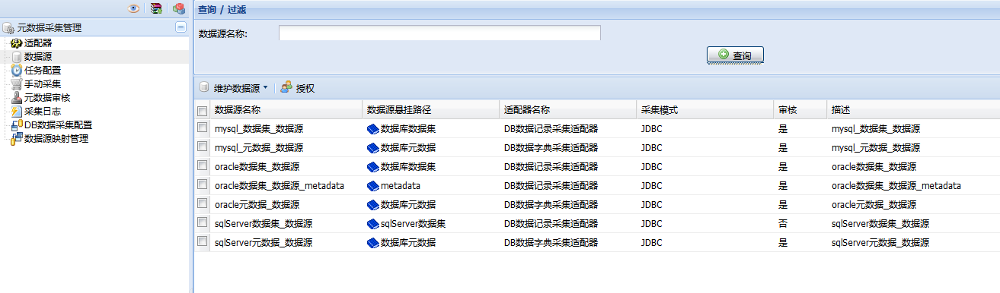 元数据采集管理
适配器
数据源
任务配置
手动采集
元数据审核
采集日志
DB数据采集配置
数据源映射管理
查询 / 过滤
数据源名称:
查询
维护数据源 授权
数据源名称 数据源悬挂路径 适配器名称 采集模式 审核 描述
mysql_数据集_数据源 数据库数据集 DB数据记录采集适配器 JDBC 是 mysql_数据集_数据源
mysql_元数据_数据源 数据库元数据 DB数据字典采集适配器 JDBC 是 mysql_元数据_数据源
oracle数据集_数据源 数据库数据集 DB数据记录采集适配器 JDBC 是 oracle数据集_数据源
oracle数据集_数据源_metadata metadata DB数据记录采集适配器 JDBC 是 oracle数据集_数据源_metadata
oracle元数据_数据源 数据库元数据 DB数据字典采集适配器 JDBC 是 oracle元数据_数据源
sqlServer数据集_数据源 sqlServer数据集 DB数据记录采集适配器 JDBC 否 sqlServer数据集_数据源
sqlServer元数据_数据源 数据库元数据 DB数据字典采集适配器 JDBC 是 sqlServer元数据_数据源